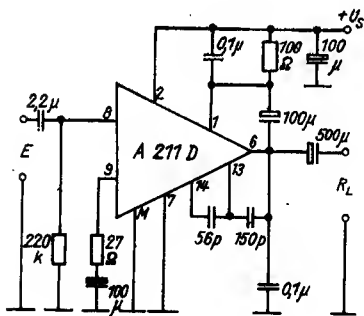 +U_S
0,1µ
100
Ω
100
µ
2
1
2,2µ
8
100µ
E
A 211 D
6
500µ
9
13
14
R_L
M
7
220
k
27
Ω
56p
150p
100
µ
0,1µ